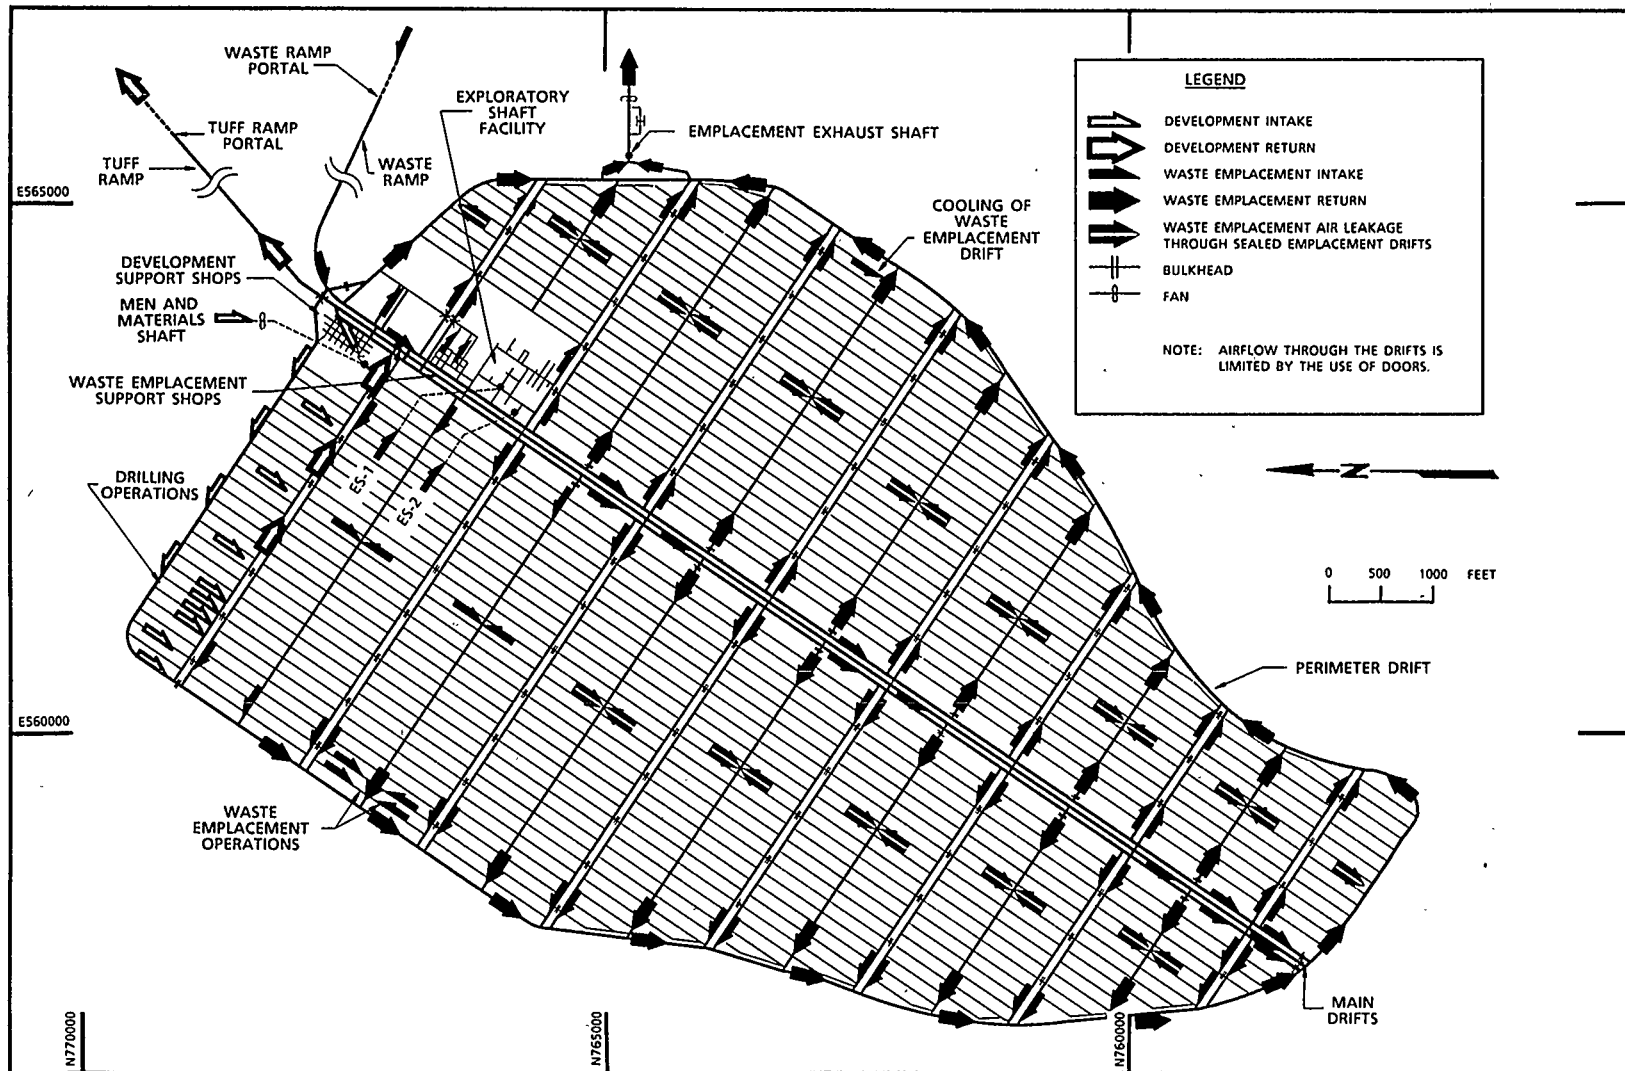 WASTE RAMP
PORTAL
TUFF RAMP
PORTAL
TUFF
RAMP
WASTE
RAMP
EXPLORATORY
SHAFT
FACILITY
EMPLACEMENT EXHAUST SHAFT
E565000
DEVELOPMENT
SUPPORT SHOPS
MEN AND
MATERIALS
SHAFT
WASTE EMPLACEMENT
SUPPORT SHOPS
COOLING OF
WASTE
EMPLACEMENT
DRIFT
LEGEND
DEVELOPMENT INTAKE
DEVELOPMENT RETURN
WASTE EMPLACEMENT INTAKE
WASTE EMPLACEMENT RETURN
WASTE EMPLACEMENT AIR LEAKAGE
THROUGH SEALED EMPLACEMENT DRIFTS
BULKHEAD
FAN
NOTE: AIRFLOW THROUGH THE DRIFTS IS
LIMITED BY THE USE OF DOORS.
DRILLING
OPERATIONS
ES-1
ES-2
N
0 500 1000 FEET
PERIMETER DRIFT
E560000
WASTE
EMPLACEMENT
OPERATIONS
MAIN
DRIFTS
N770000
N765000
N760000